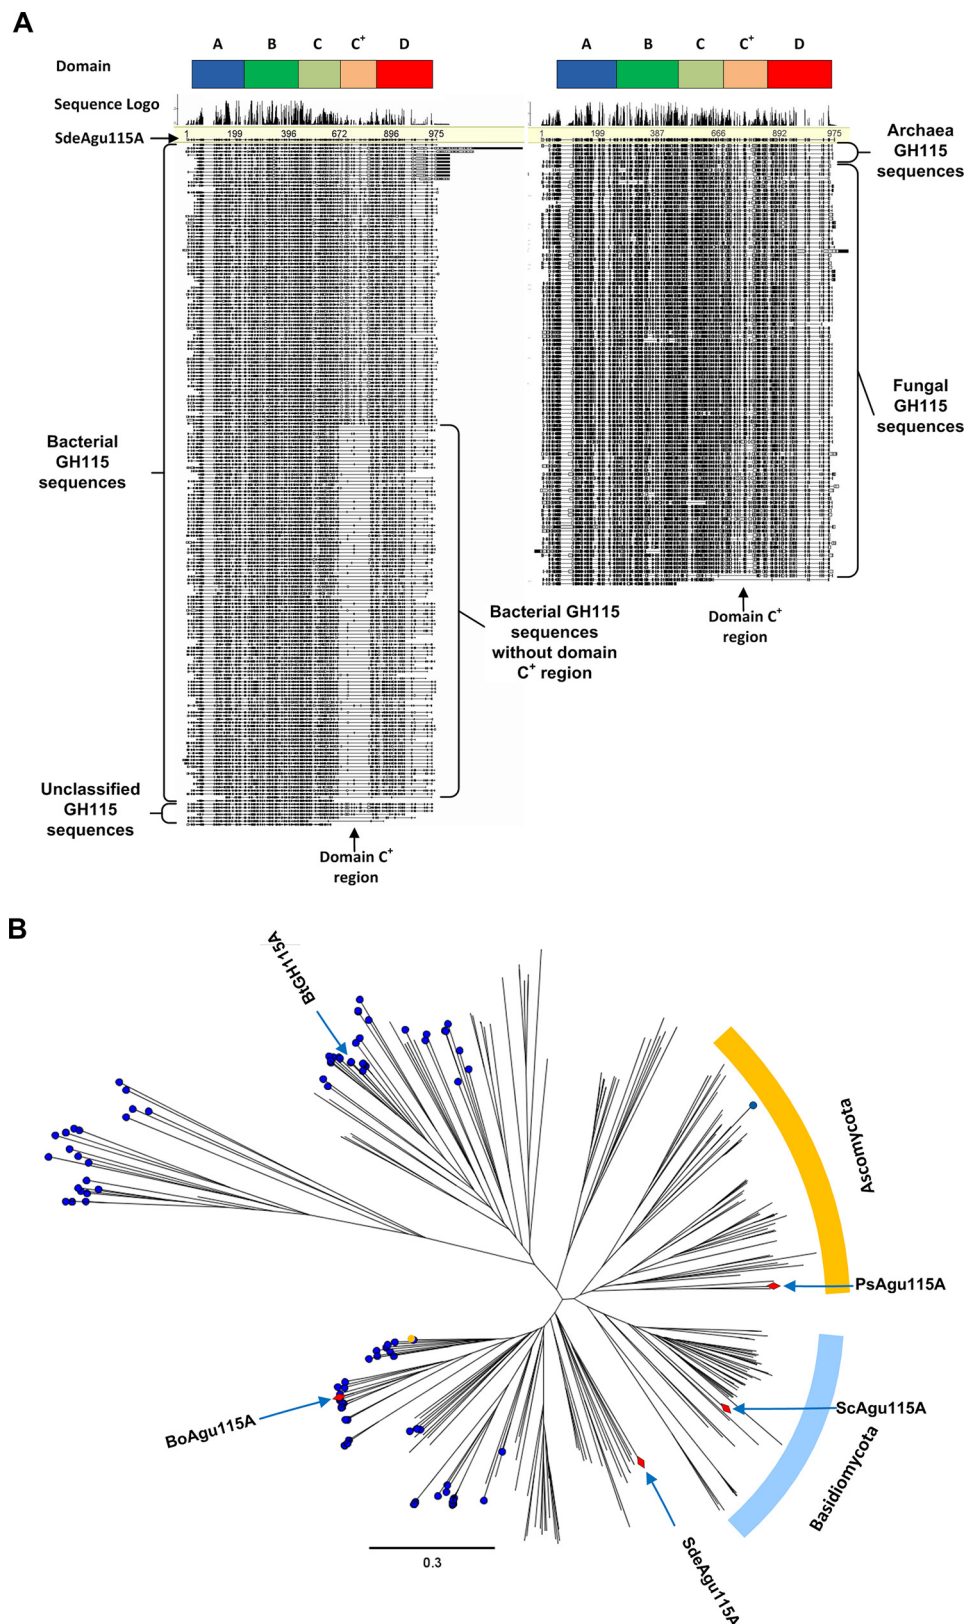 A
A B C C+ D
A B C C+ D
Domain
Sequence Logo
SdeAgu115A
1 199 396 672 896 975
1 199 387 666 892 975
Archaea
GH115
sequences
Fungal
GH115
sequences
Bacterial
GH115
sequences
Bacterial GH115
sequences
without domain
C+ region
Domain C+
region
Unclassified
GH115
sequences
Domain C+
region
B
BtGH115A
Ascomycota
PsAgu115A
ScAgu115A
BoAgu115A
Basidiomycota
SdeAgu115A
0.3